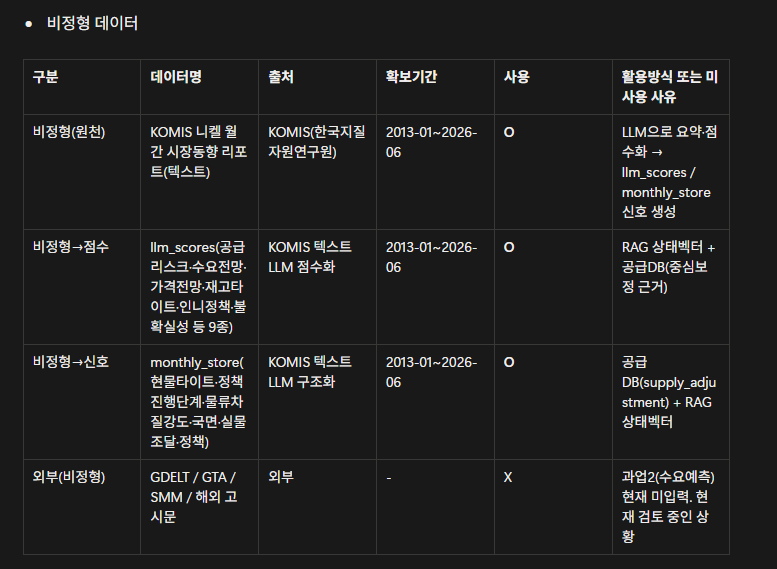 비정형 데이터
구분
데이터명
출처
확보기간
사용
활용방식 또는 미
사용 사유
비정형(원천)
KOMIS 니켈 월
간 시장동향 리포
트(텍스트)
KOMIS(한국지질
자원연구원)
2013-01~2026-
06
O
LLM으로 요약·점
수화 →
llm_scores /
monthly_store
신호 생성
비정형→점수
llm_scores(공급
리스크·수요전망·
가격전망·재고타
이트·인니정책·불
확실성 등 9종)
KOMIS 텍스트
LLM 점수화
2013-01~2026-
06
O
RAG 상태벡터 +
공급DB(중심보
정 근거)
비정형→신호
monthly_store(
현물타이트·정책
진행단계·물류차
질강도·국면·실물
조달·정책)
KOMIS 텍스트
LLM 구조화
2013-01~2026-
06
O
공급
DB(supply_adju
stment) + RAG
상태벡터
외부(비정형)
GDELT / GTA /
SMM / 해외 고
시문
외부
-
X
과업2(수요예측)
현재 미입력. 현
재 검토 중인 상
황